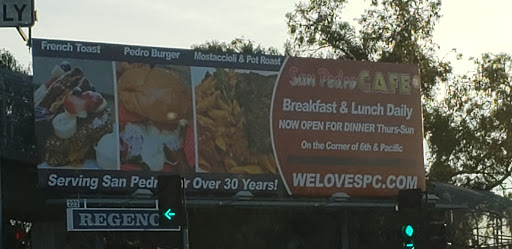 LY
French Toast
Pedro Burger
Mostaccioli & Pot Roast
San Pedro CAFE
Breakfast & Lunch Daily
NOW OPEN FOR DINNER Thurs-Sun
On the Corner of 6th & Pacific
WELOVESPC.COM
Serving San Pedro for Over 30 Years!
REGENC